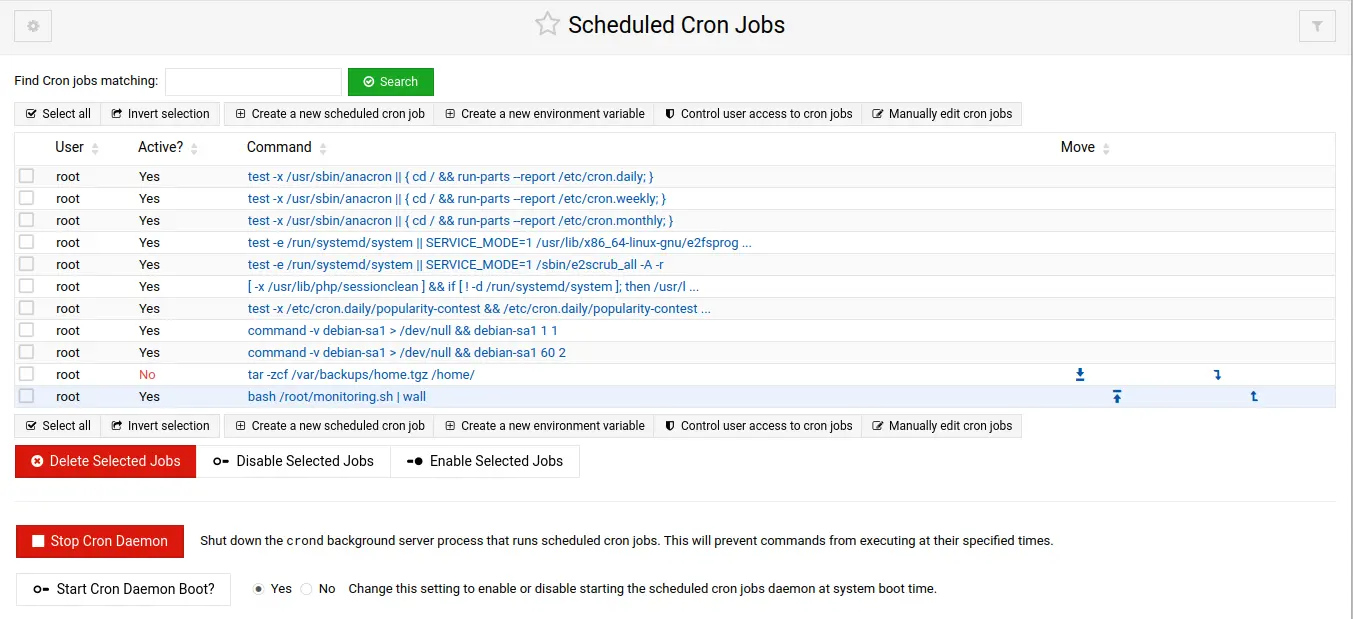 Scheduled Cron Jobs
Find Cron jobs matching: Search
Select all Invert selection Create a new scheduled cron job Create a new environment variable Control user access to cron jobs Manually edit cron jobs
User Active? Command Move
root Yes test -x /usr/sbin/anacron || { cd / && run-parts --report /etc/cron.daily; }
root Yes test -x /usr/sbin/anacron || { cd / && run-parts --report /etc/cron.weekly; }
root Yes test -x /usr/sbin/anacron || { cd / && run-parts --report /etc/cron.monthly; }
root Yes test -e /run/systemd/system || SERVICE_MODE=1 /usr/lib/x86_64-linux-gnu/e2fsprog ...
root Yes test -e /run/systemd/system || SERVICE_MODE=1 /sbin/e2scrub_all -A -r
root Yes [ -x /usr/lib/php/sessionclean ] && if [ ! -d /run/systemd/system ]; then /usr/l ...
root Yes test -x /etc/cron.daily/popularity-contest && /etc/cron.daily/popularity-contest ...
root Yes command -v debian-sa1 > /dev/null && debian-sa1 1 1
root Yes command -v debian-sa1 > /dev/null && debian-sa1 60 2
root No tar -zcf /var/backups/home.tgz /home/
root Yes bash /root/monitoring.sh | wall
Select all Invert selection Create a new scheduled cron job Create a new environment variable Control user access to cron jobs Manually edit cron jobs
Delete Selected Jobs Disable Selected Jobs Enable Selected Jobs
Stop Cron Daemon Shut down the crond background server process that runs scheduled cron jobs. This will prevent commands from executing at their specified times.
Start Cron Daemon Boot? Yes No Change this setting to enable or disable starting the scheduled cron jobs daemon at system boot time.